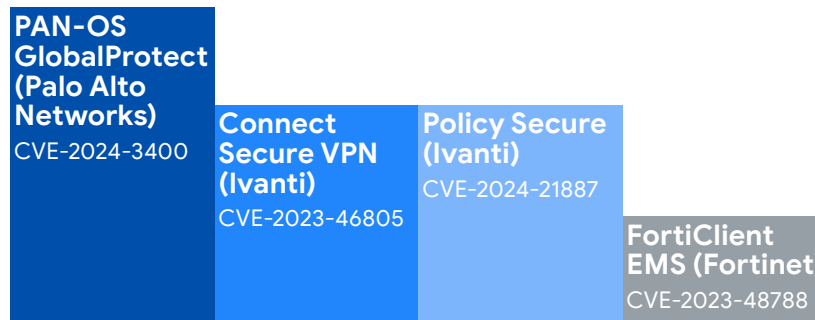 PAN-OS
GlobalProtect
(Palo Alto
Networks)
CVE-2024-3400
Connect
Secure VPN
(Ivanti)
CVE-2023-46805
Policy Secure
(Ivanti)
CVE-2024-21887
FortiClient
EMS (Fortinet
CVE-2023-48788